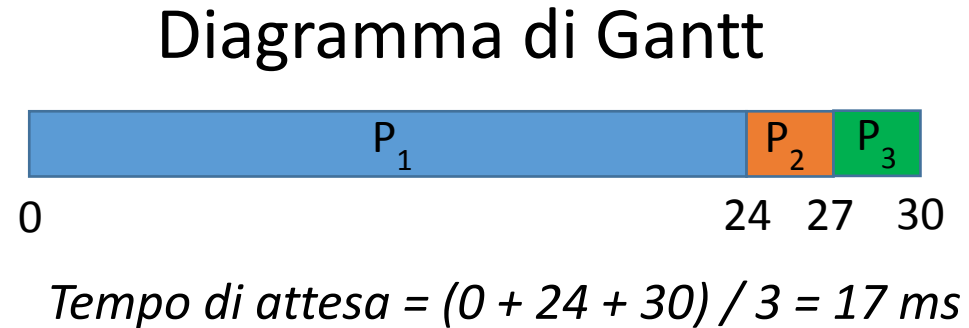 Diagramma di Gantt
P1 P2 P3
0 24 27 30
Tempo di attesa = (0 + 24 + 30) / 3 = 17 ms